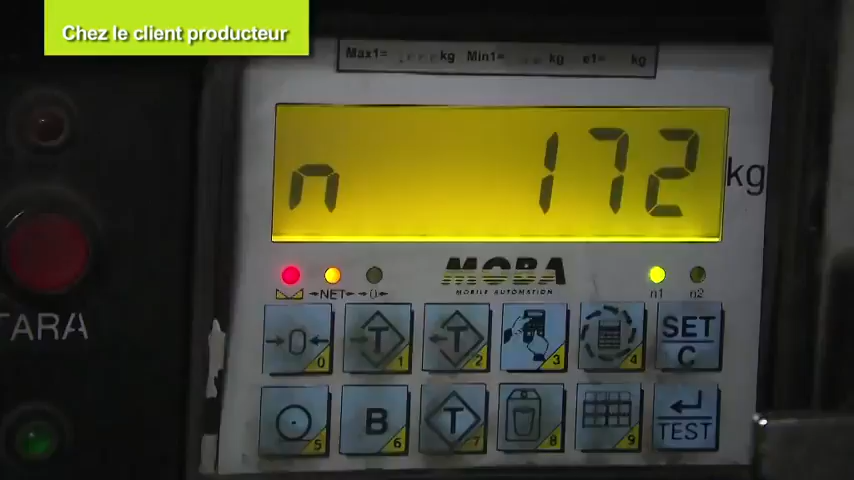 Chez le client producteur
Max1= kg Min1= kg e1= kg
n 172 kg
NET 0 n1 n2
MOBA
MOBILE AUTOMATION
TARA
0 0 T 1 T 2 3 4 SET C
5 B 6 T 7 8 9 TEST